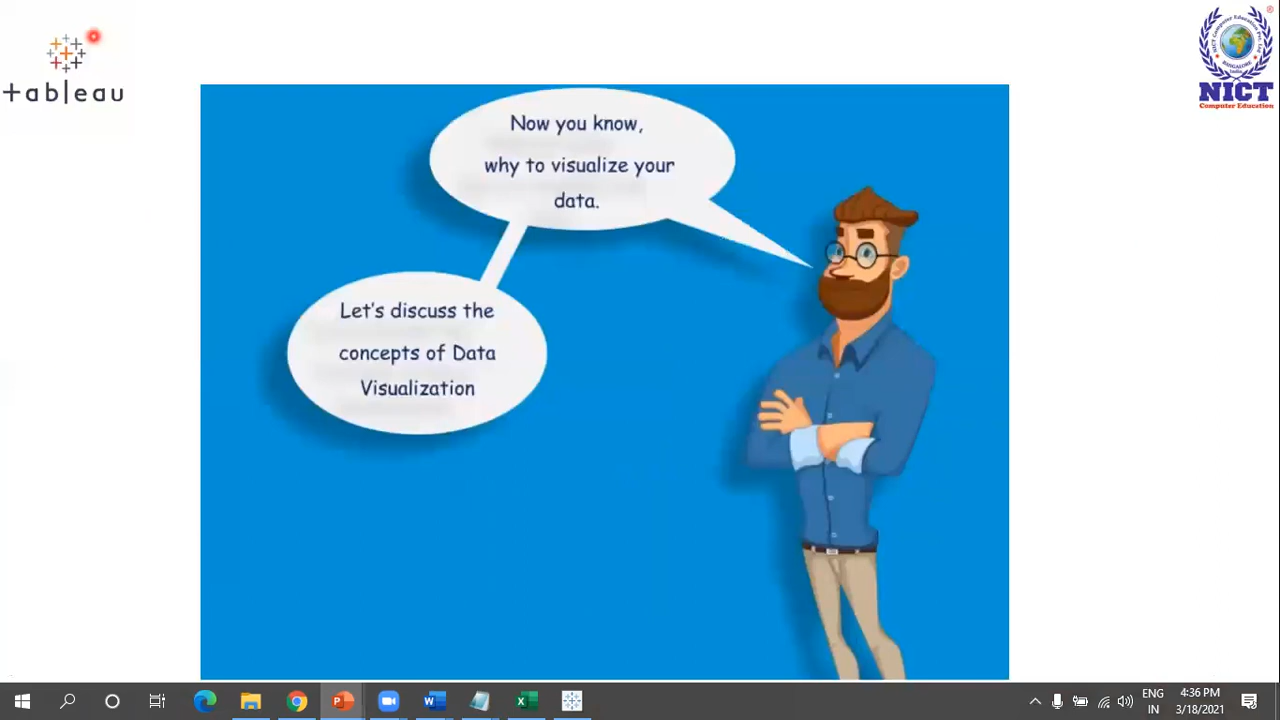 tableau
NICT
Computer Education
Now you know,
why to visualize your
data.
Let's discuss the
concepts of Data
Visualization
ENG
IN
4:36 PM
3/18/2021